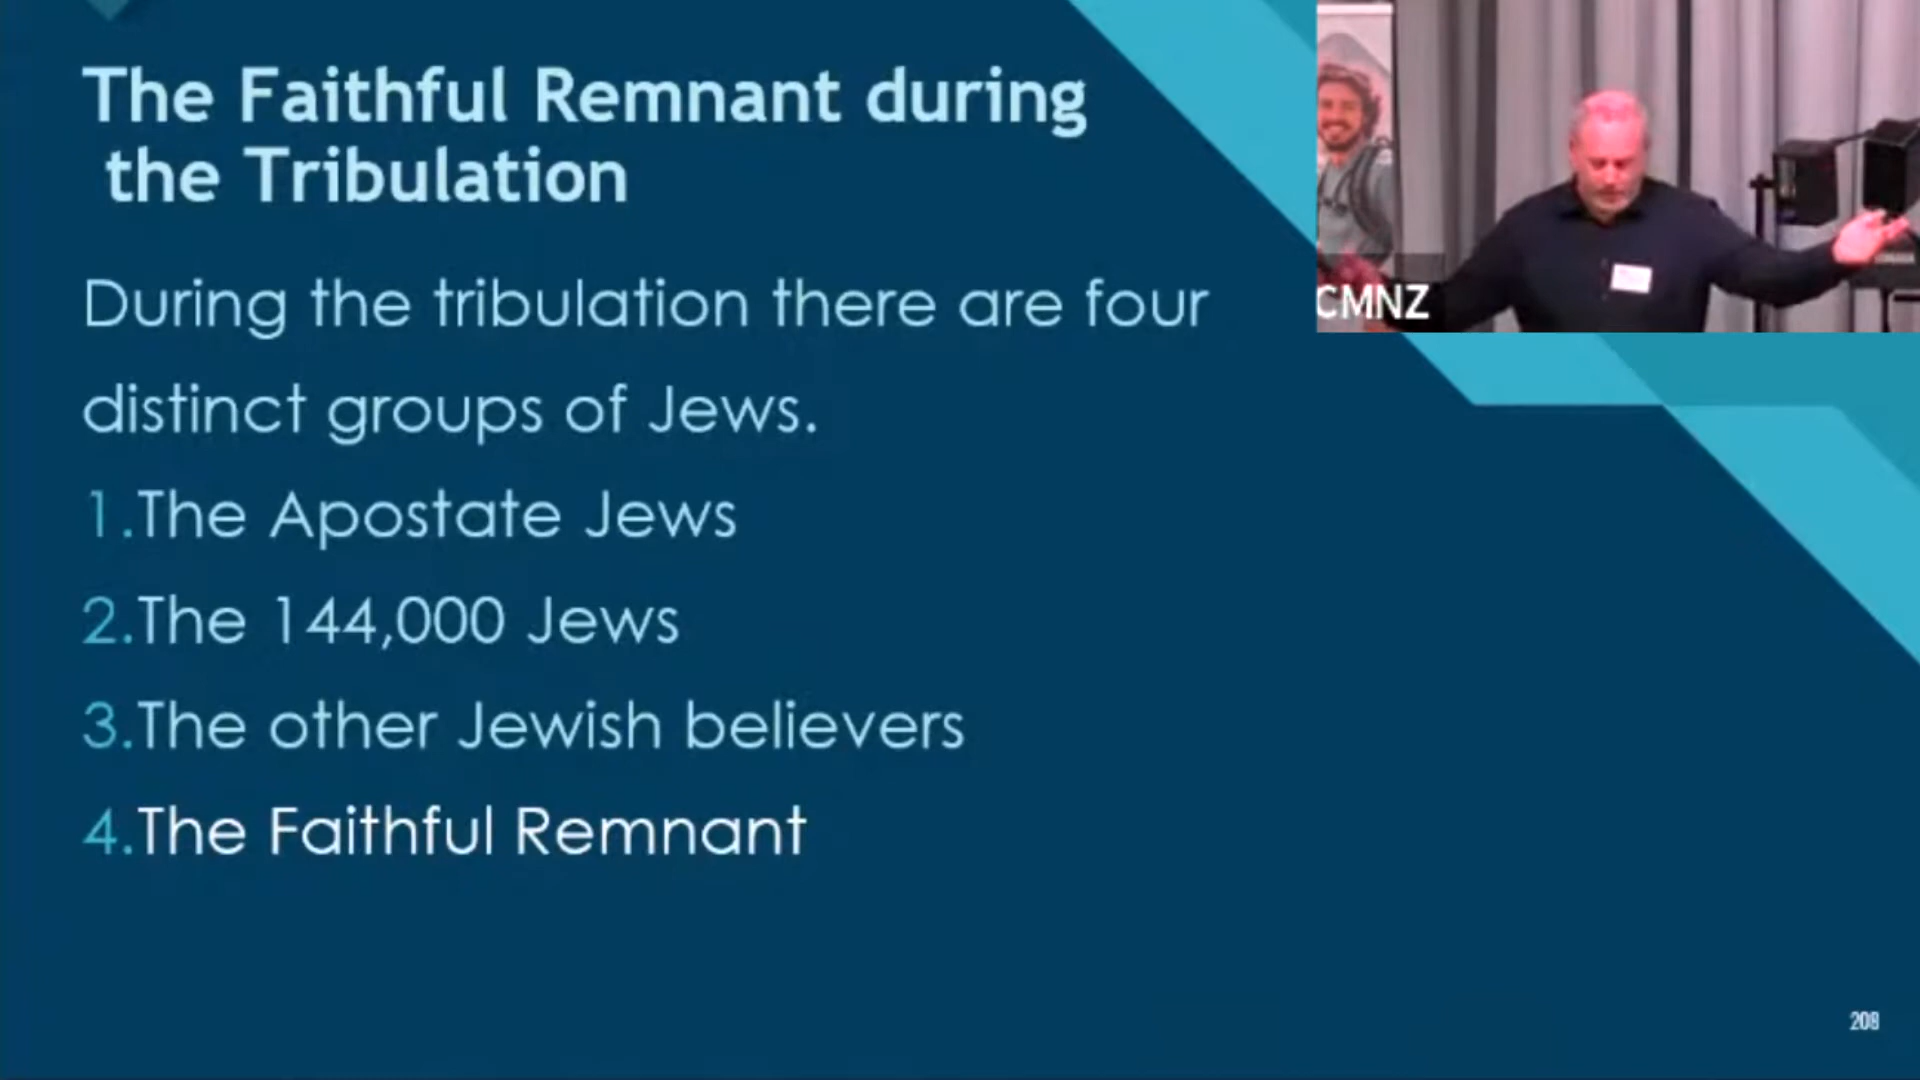 The Faithful Remnant during
the Tribulation
During the tribulation there are four
distinct groups of Jews.
1.The Apostate Jews
2.The 144,000 Jews
3.The other Jewish believers
4.The Faithful Remnant
CMNZ